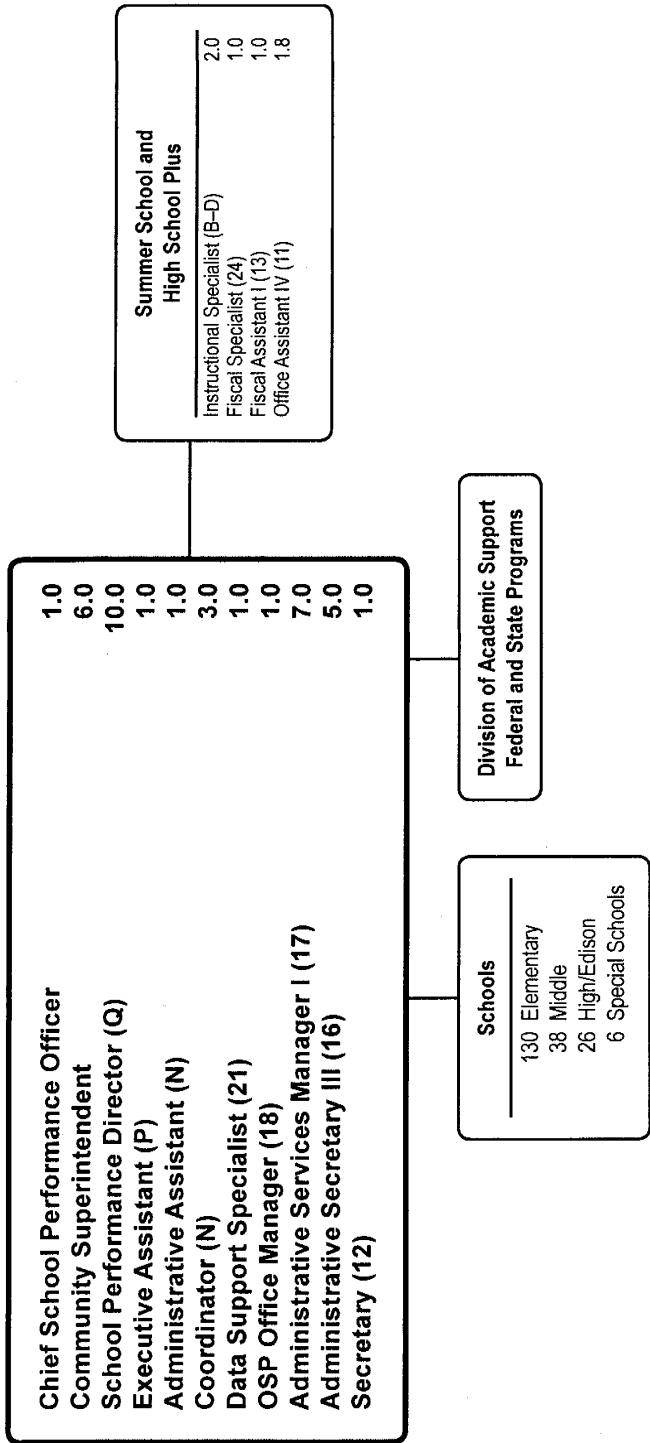 Chief School Performance Officer 1.0
Community Superintendent 6.0
School Performance Director (Q) 10.0
Executive Assistant (P) 1.0
Administrative Assistant (N) 1.0
Coordinator (N) 3.0
Data Support Specialist (21) 1.0
OSP Office Manager (18) 1.0
Administrative Services Manager I (17) 7.0
Administrative Secretary III (16) 5.0
Secretary (12) 1.0
Summer School and
High School Plus
Instructional Specialist (B–D) 2.0
Fiscal Specialist (24) 1.0
Fiscal Assistant I (13) 1.0
Office Assistant IV (11) 1.8
Schools
130 Elementary
38 Middle
26 High/Edison
6 Special Schools
Division of Academic Support
Federal and State Programs